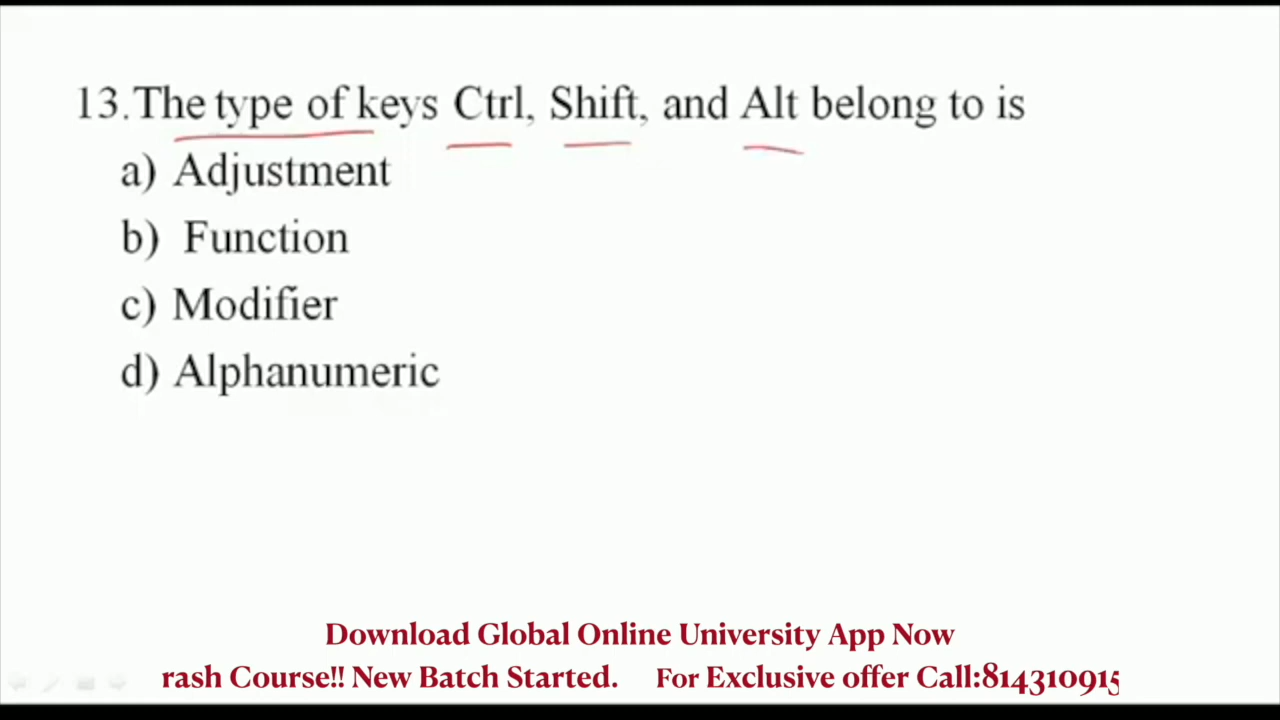 13.The type of keys Ctrl, Shift, and Alt belong to is
a) Adjustment
b) Function
c) Modifier
d) Alphanumeric
Download Global Online University App Now
rash Course!! New Batch Started. For Exclusive offer Call:814310915